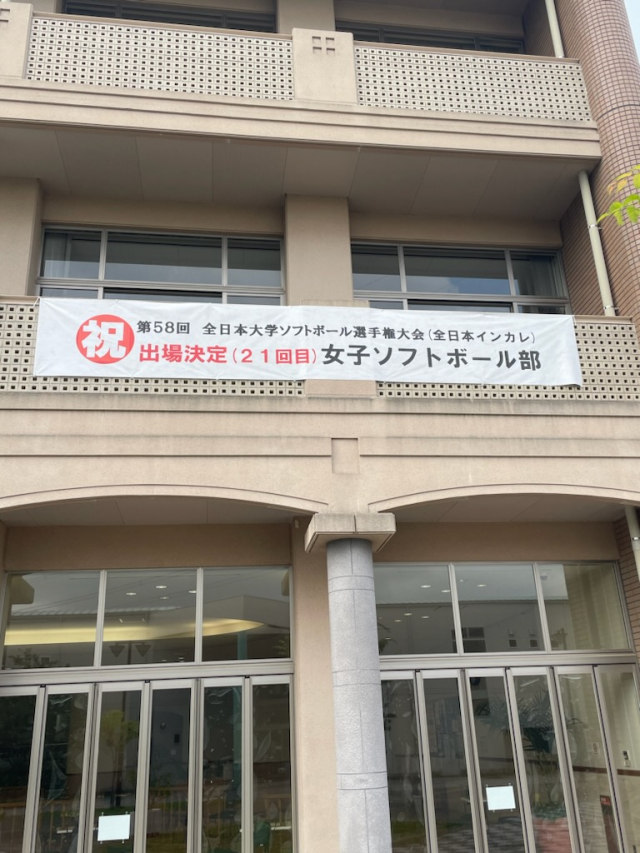 祝
第58回 全日本大学ソフトボール選手権大会(全日本インカレ)
出場決定(21回目)女子ソフトボール部